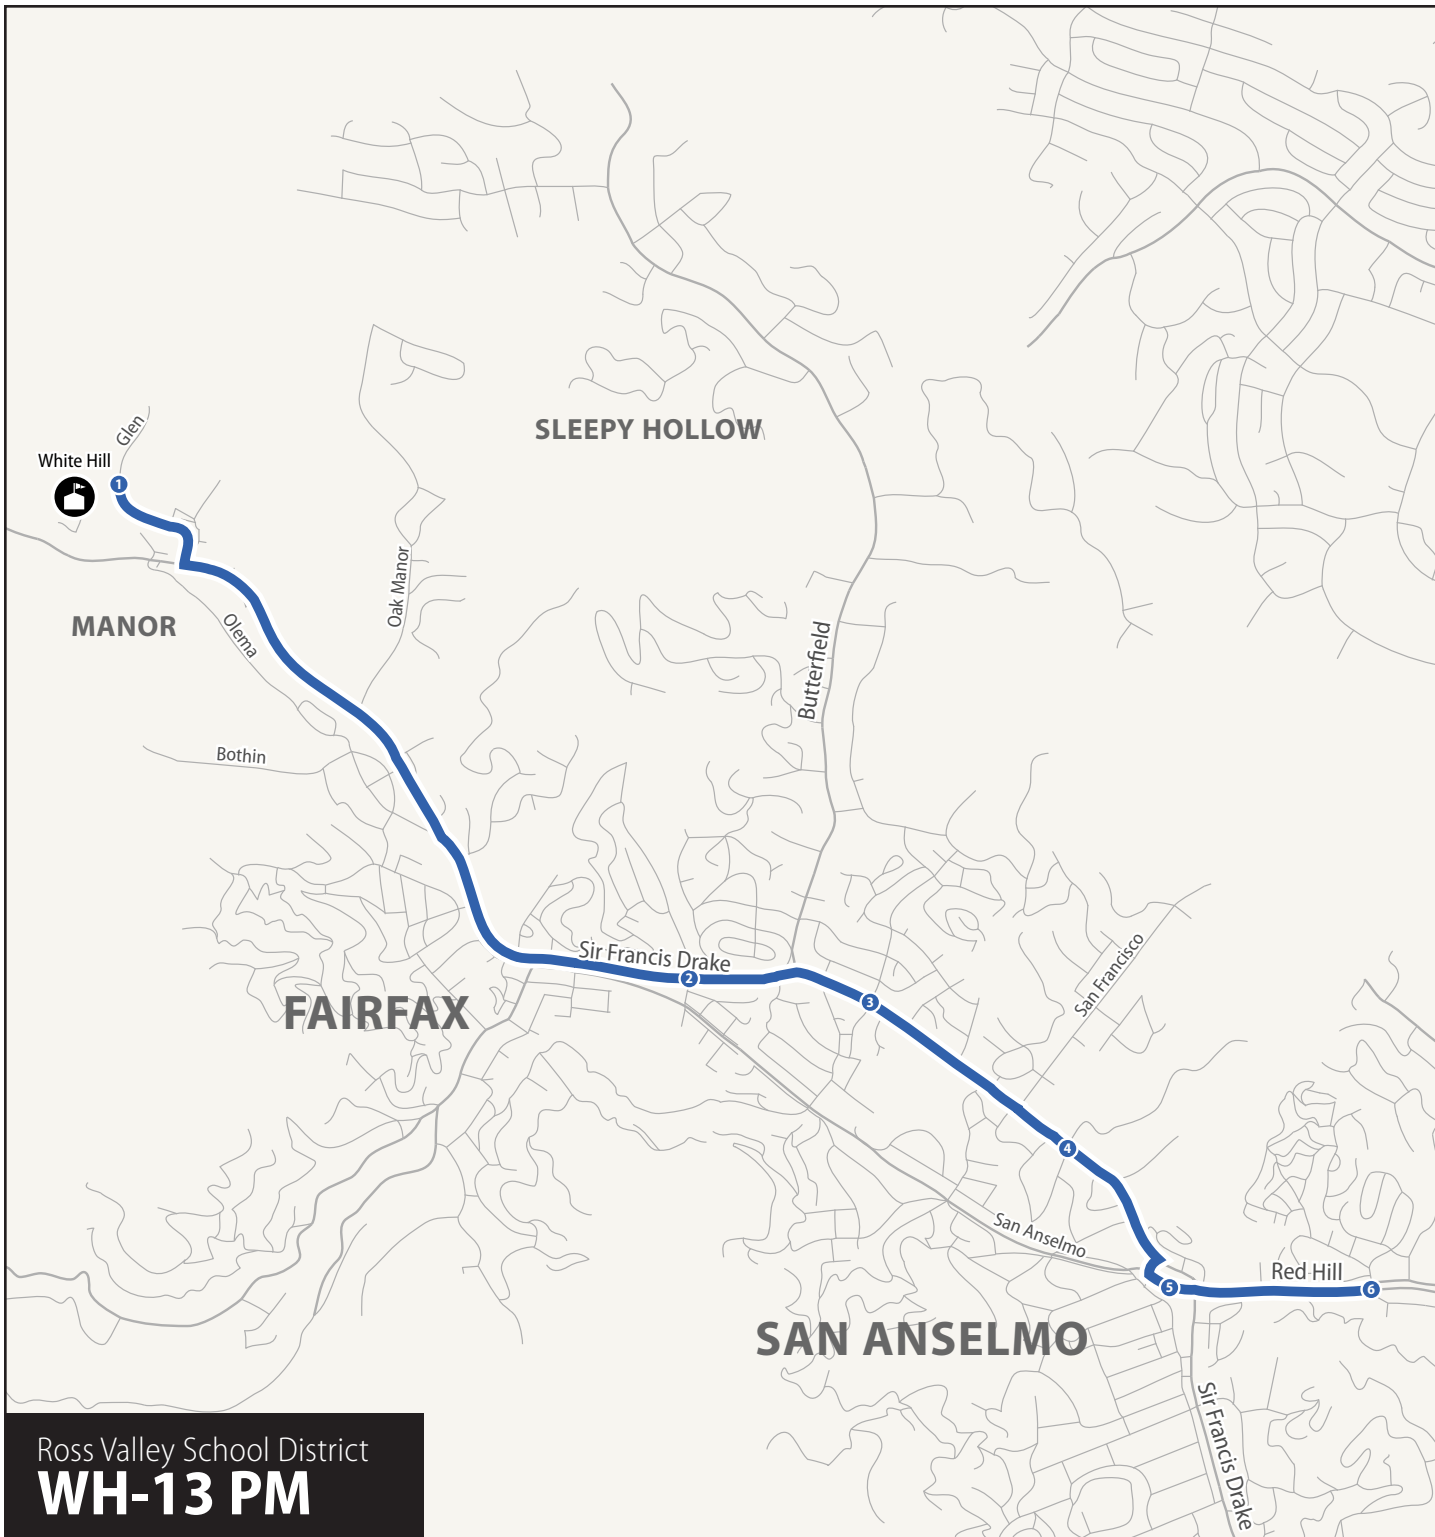 Glen
White Hill
1
SLEEPY HOLLOW
Oak Manor
MANOR
Olema
Butterfield
Bothin
Sir Francis Drake
2
3
San Francisco
FAIRFAX
4
San Anselmo
Red Hill
5
6
SAN ANSELMO
Sir Francis Drake
Ross Valley School District
WH-13 PM